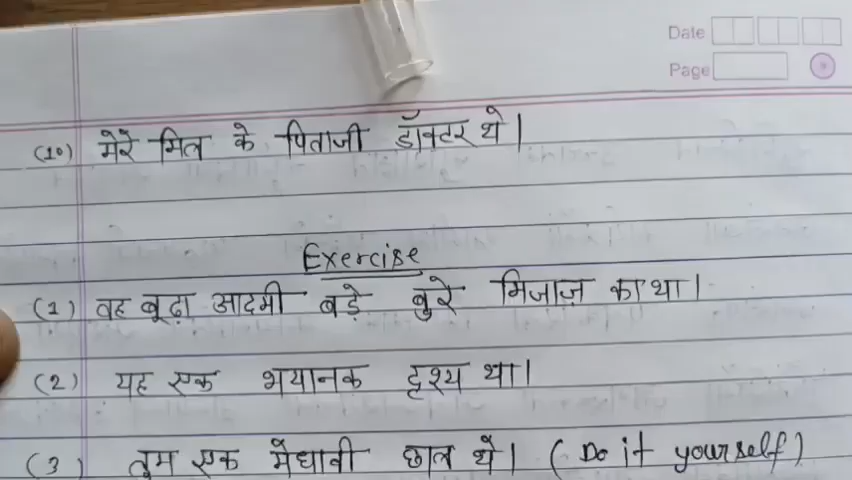 Date
Page
(10) मेरे मित्र के पिताजी डॉक्टर थे।
Exercise
(1) वह बूढ़ा आदमी बड़े बुरे मिजाज़ का था।
(2) यह एक भयानक दृश्य था।
(3) तुम एक मेधावी छात्र थे। (Do it yourself)